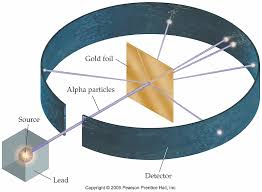 Gold foil
Alpha particles
Source
Lead
Detector
Copyright © 2005 Pearson Prentice Hall, Inc.